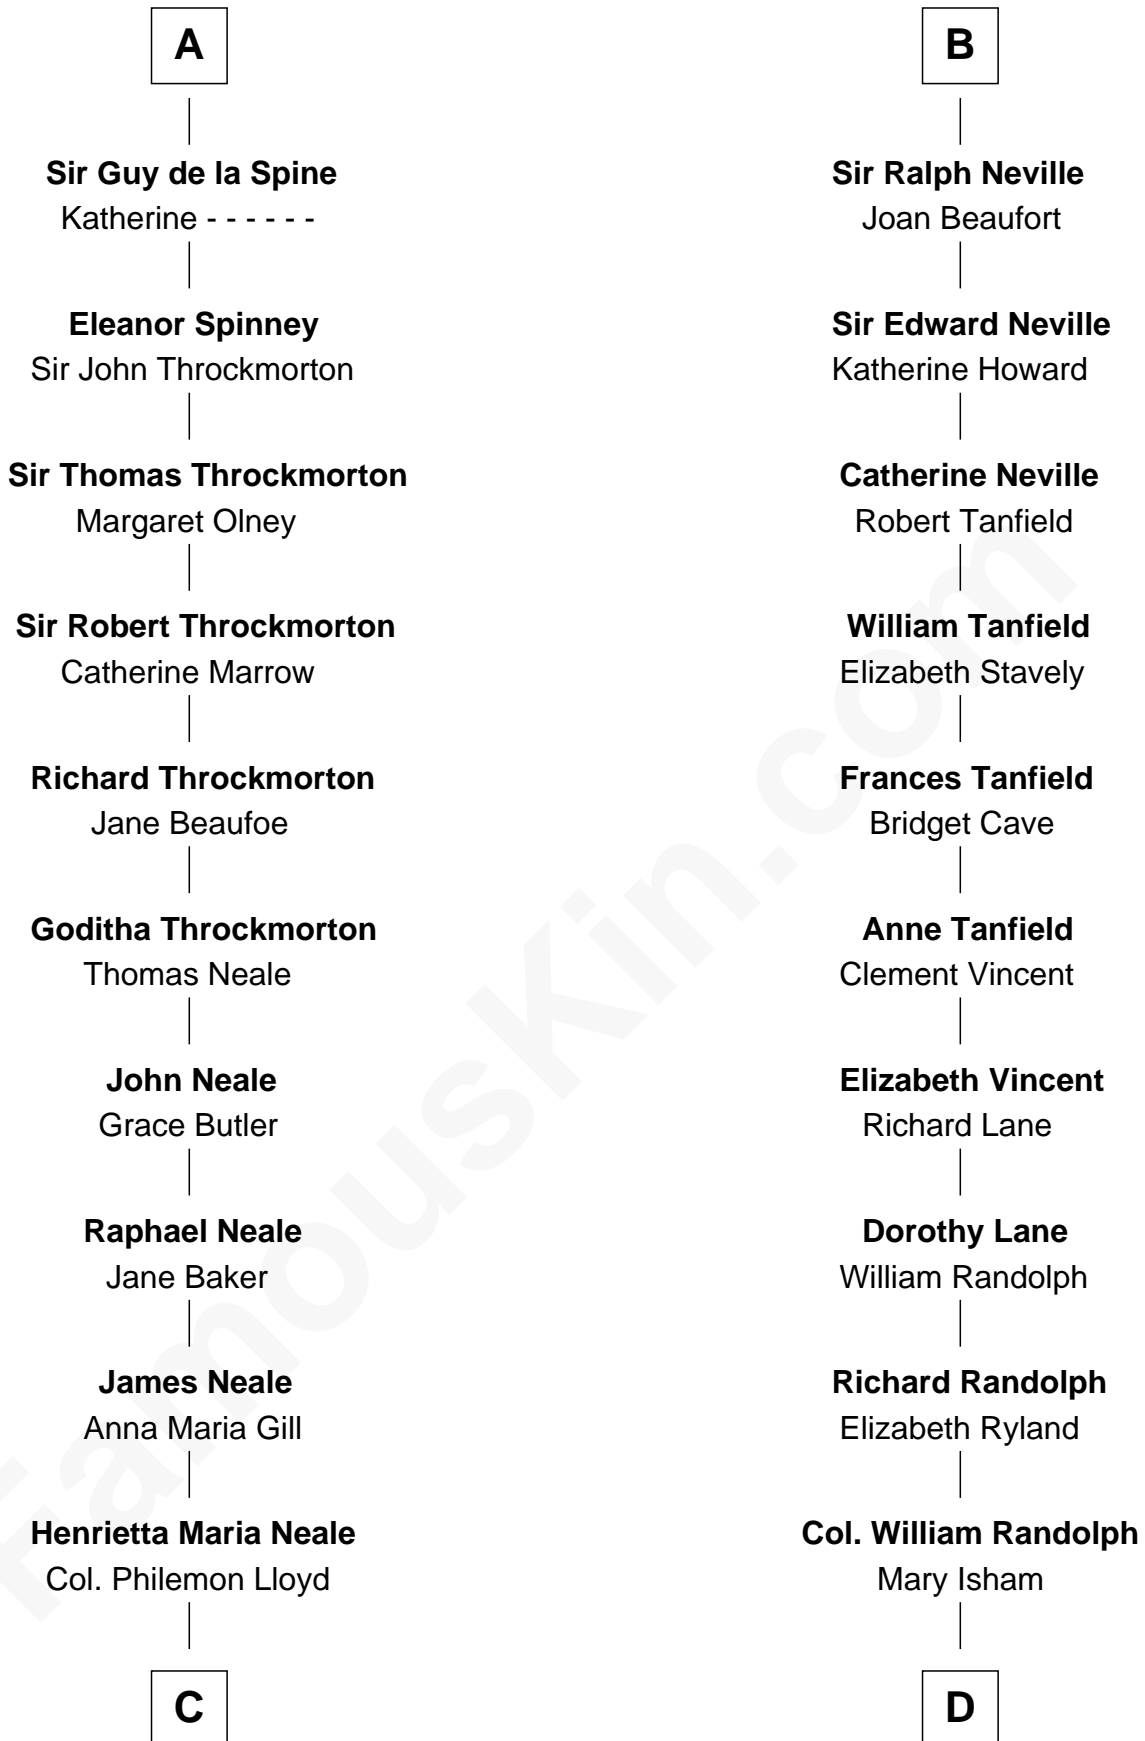 A
Sir Guy de la Spine
Katherine - - - - - -
Eleanor Spinney
Sir John Throckmorton
Sir Thomas Throckmorton
Margaret Olney
Sir Robert Throckmorton
Catherine Marrow
Richard Throckmorton
Jane Beaufoe
Goditha Throckmorton
Thomas Neale
John Neale
Grace Butler
Raphael Neale
Jane Baker
James Neale
Anna Maria Gill
Henrietta Maria Neale
Col. Philemon Lloyd
C
B
Sir Ralph Neville
Joan Beaufort
Sir Edward Neville
Katherine Howard
Catherine Neville
Robert Tanfield
William Tanfield
Elizabeth Stavely
Frances Tanfield
Bridget Cave
Anne Tanfield
Clement Vincent
Elizabeth Vincent
Richard Lane
Dorothy Lane
William Randolph
Richard Randolph
Elizabeth Ryland
Col. William Randolph
Mary Isham
D
FamousKin.com